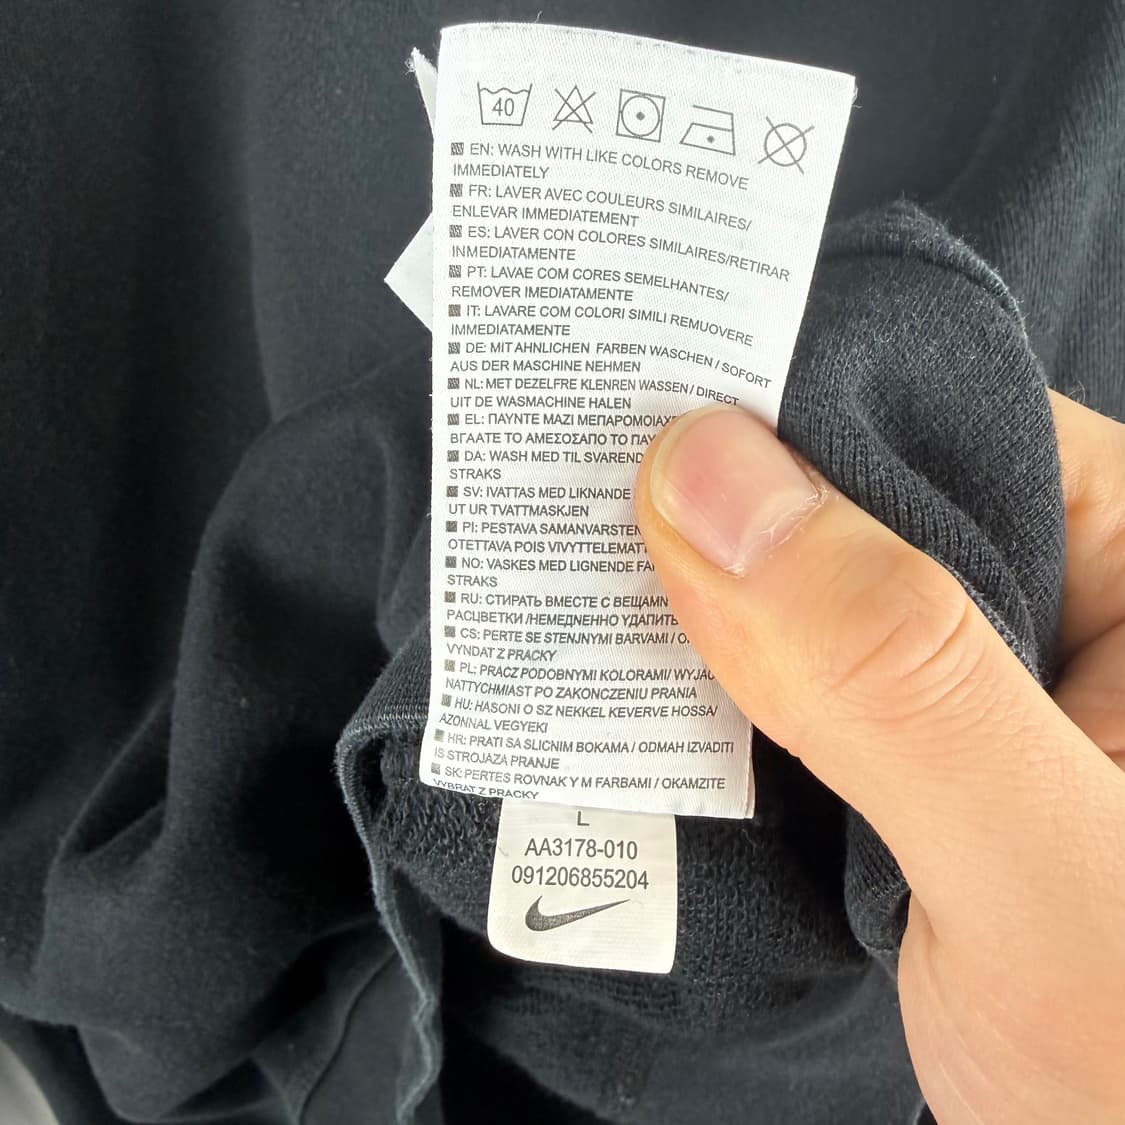 40
EN: WASH WITH LIKE COLORS REMOVE
IMMEDIATELY
FR: LAVER AVEC COULEURS SIMILAIRES/
ENLEVAR IMMEDIATEMENT
ES: LAVER CON COLORES SIMILAIRES/RETIRAR
INMEDIATAMENTE
PT: LAVAE COM CORES SEMELHANTES/
REMOVER IMEDIATAMENTE
IT: LAVARE COM COLORI SIMILI REMUOVERE
IMMEDIATAMENTE
DE: MIT AHNLICHEN FARBEN WASCHEN / SOFORT
AUS DER MASCHINE NEHMEN
NL: MET DEZELFRE KLENREN WASSEN / DIRECT
UIT DE WASMACHINE HALEN
EL: ΠΑΥΝΤΕ ΜΑΖΙ
ΒΓΑΑΤΕ ΤΟ ΑΜΕΣΟΣΑΠΟ ΤΟ
DA: WASH MED TIL SVAREND
STRAKS
SV: IVATTAS MED LIKNANDE
UT UR TVATTMASKJEN
PI: PESTAVA SAMANVARSTEN
OTETTAVA POIS VIVYTTELEMAT
NO: VASKES MED LIGNENDE
STRAKS
RU: СТИРАТЬ ВМЕСТЕ С ВЕЩАМ
РАСЦВЕТКИ /НЕМЕДНЕННО УДАПИТЬ
CS: PERTE SE STENJNYMI BARVAMI /
VYNDAT Z PRACKY
PL: PRACZ PODOBNYMI KOLORAMI/ WYJAC
NATTYCHMIAST PO ZAKONCZENIU PRANIA
HU: HASONI O SZ NEKKEL KEVERVE HOSSA/
AZONNAL VEGYEKI
HR: PRATI SA SLICNIM BOKAMA / ODMAH IZVADITI
IS STROJAZA PRANJE
SK: PERTES ROVNAK Y M FARBAMI / OKAMZITE
VYBRAT Z PRACKY
L
AA3178-010
091206855204